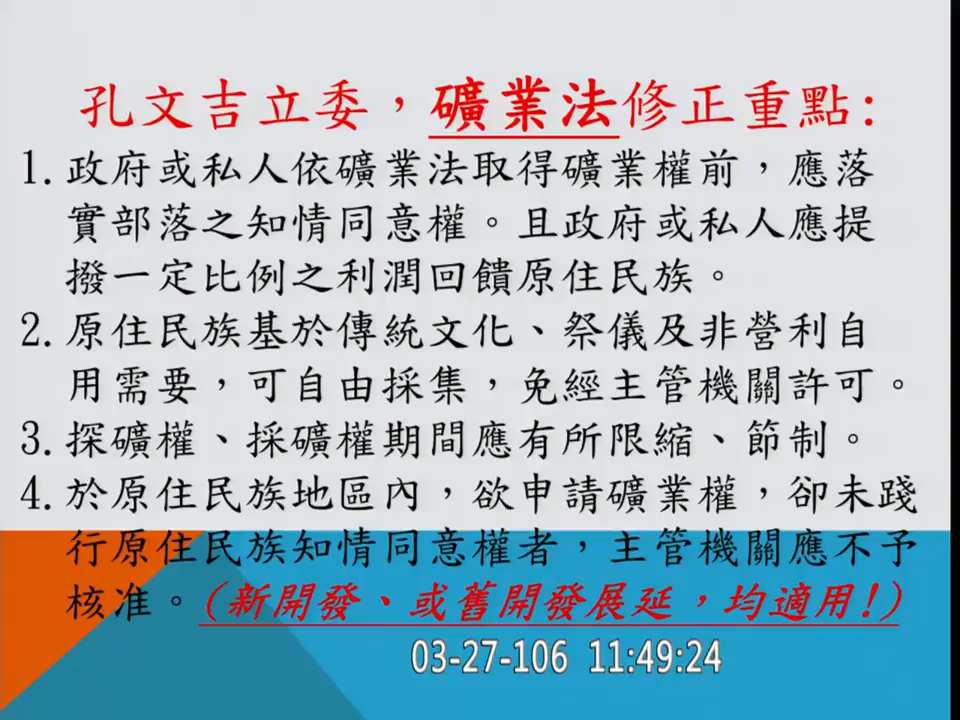 孔文吉立委，礦業法修正重點:
1.政府或私人依礦業法取得礦業權前，應落
實部落之知情同意權。且政府或私人應提
撥一定比例之利潤回饋原住民族。
2.原住民族基於傳統文化、祭儀及非營利自
用需要，可自由採集，免經主管機關許可。
3.探礦權、採礦權期間應有所限縮、節制。
4.於原住民族地區內，欲申請礦業權，卻未踐
行原住民族知情同意權者，主管機關應不予
核准。(新開發、或舊開發展延，均適用!)
03-27-106 11:49:24